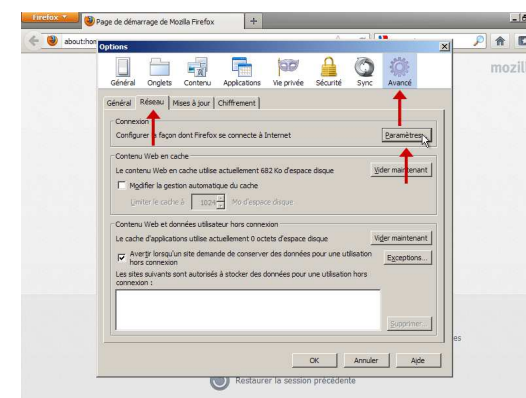 Firefox
Page de démarrage de Mozilla Firefox
about:hom
mozill
Options
Général Onglets Contenu Applications Vie privée Sécurité Sync Avancé
Général Réseau Mises à jour Chiffrement
Connexion
Configurer la façon dont Firefox se connecte à Internet
Paramètres...
Contenu Web en cache
Le contenu Web en cache utilise actuellement 682 Ko d'espace disque
Vider maintenant
Modifier la gestion automatique du cache
Limiter le cache à 1024 Mo d'espace disque
Contenu Web et données utilisateur hors connexion
Le cache d'applications utilise actuellement 0 octets d'espace disque
Vider maintenant
Avertir lorsqu'un site demande de conserver des données pour une utilisation
hors connexion
Exceptions...
Les sites suivants sont autorisés à stocker des données pour une utilisation hors
connexion :
Supprimer...
es
OK Annuler Aide
Restaurer la session précédente